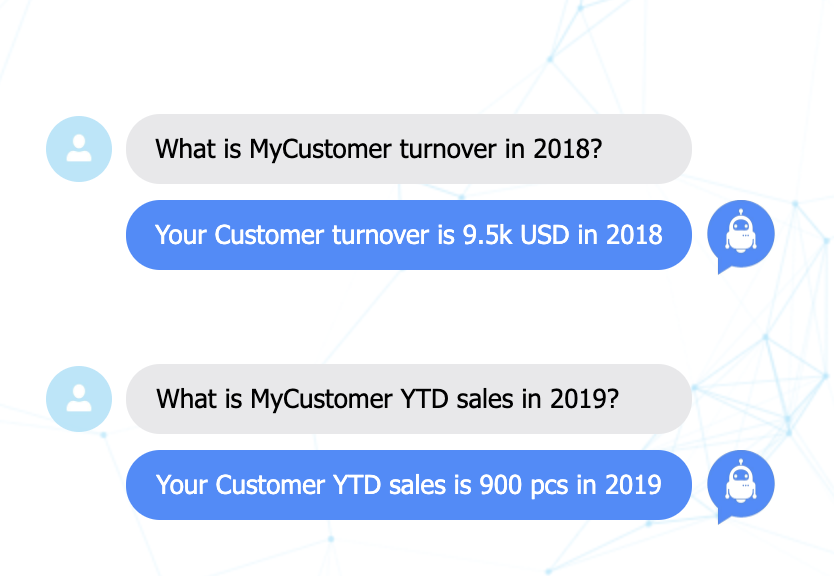 What is MyCustomer turnover in 2018?
Your Customer turnover is 9.5k USD in 2018
What is MyCustomer YTD sales in 2019?
Your Customer YTD sales is 900 pcs in 2019